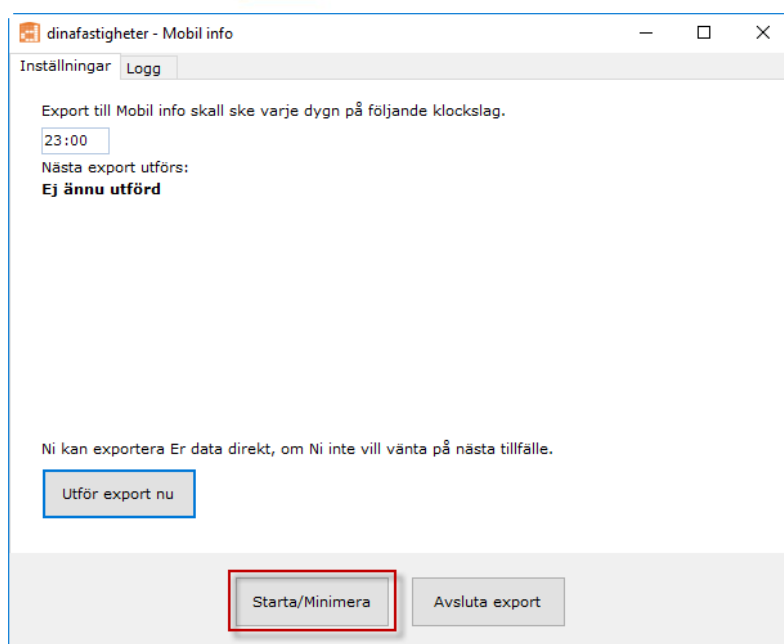 dinafastigheter - Mobil info
Inställningar Logg
Export till Mobil info skall ske varje dygn på följande klockslag.
23:00
Nästa export utförs:
Ej ännu utförd
Ni kan exportera Er data direkt, om Ni inte vill vänta på nästa tillfälle.
Utför export nu
Starta/Minimera Avsluta export